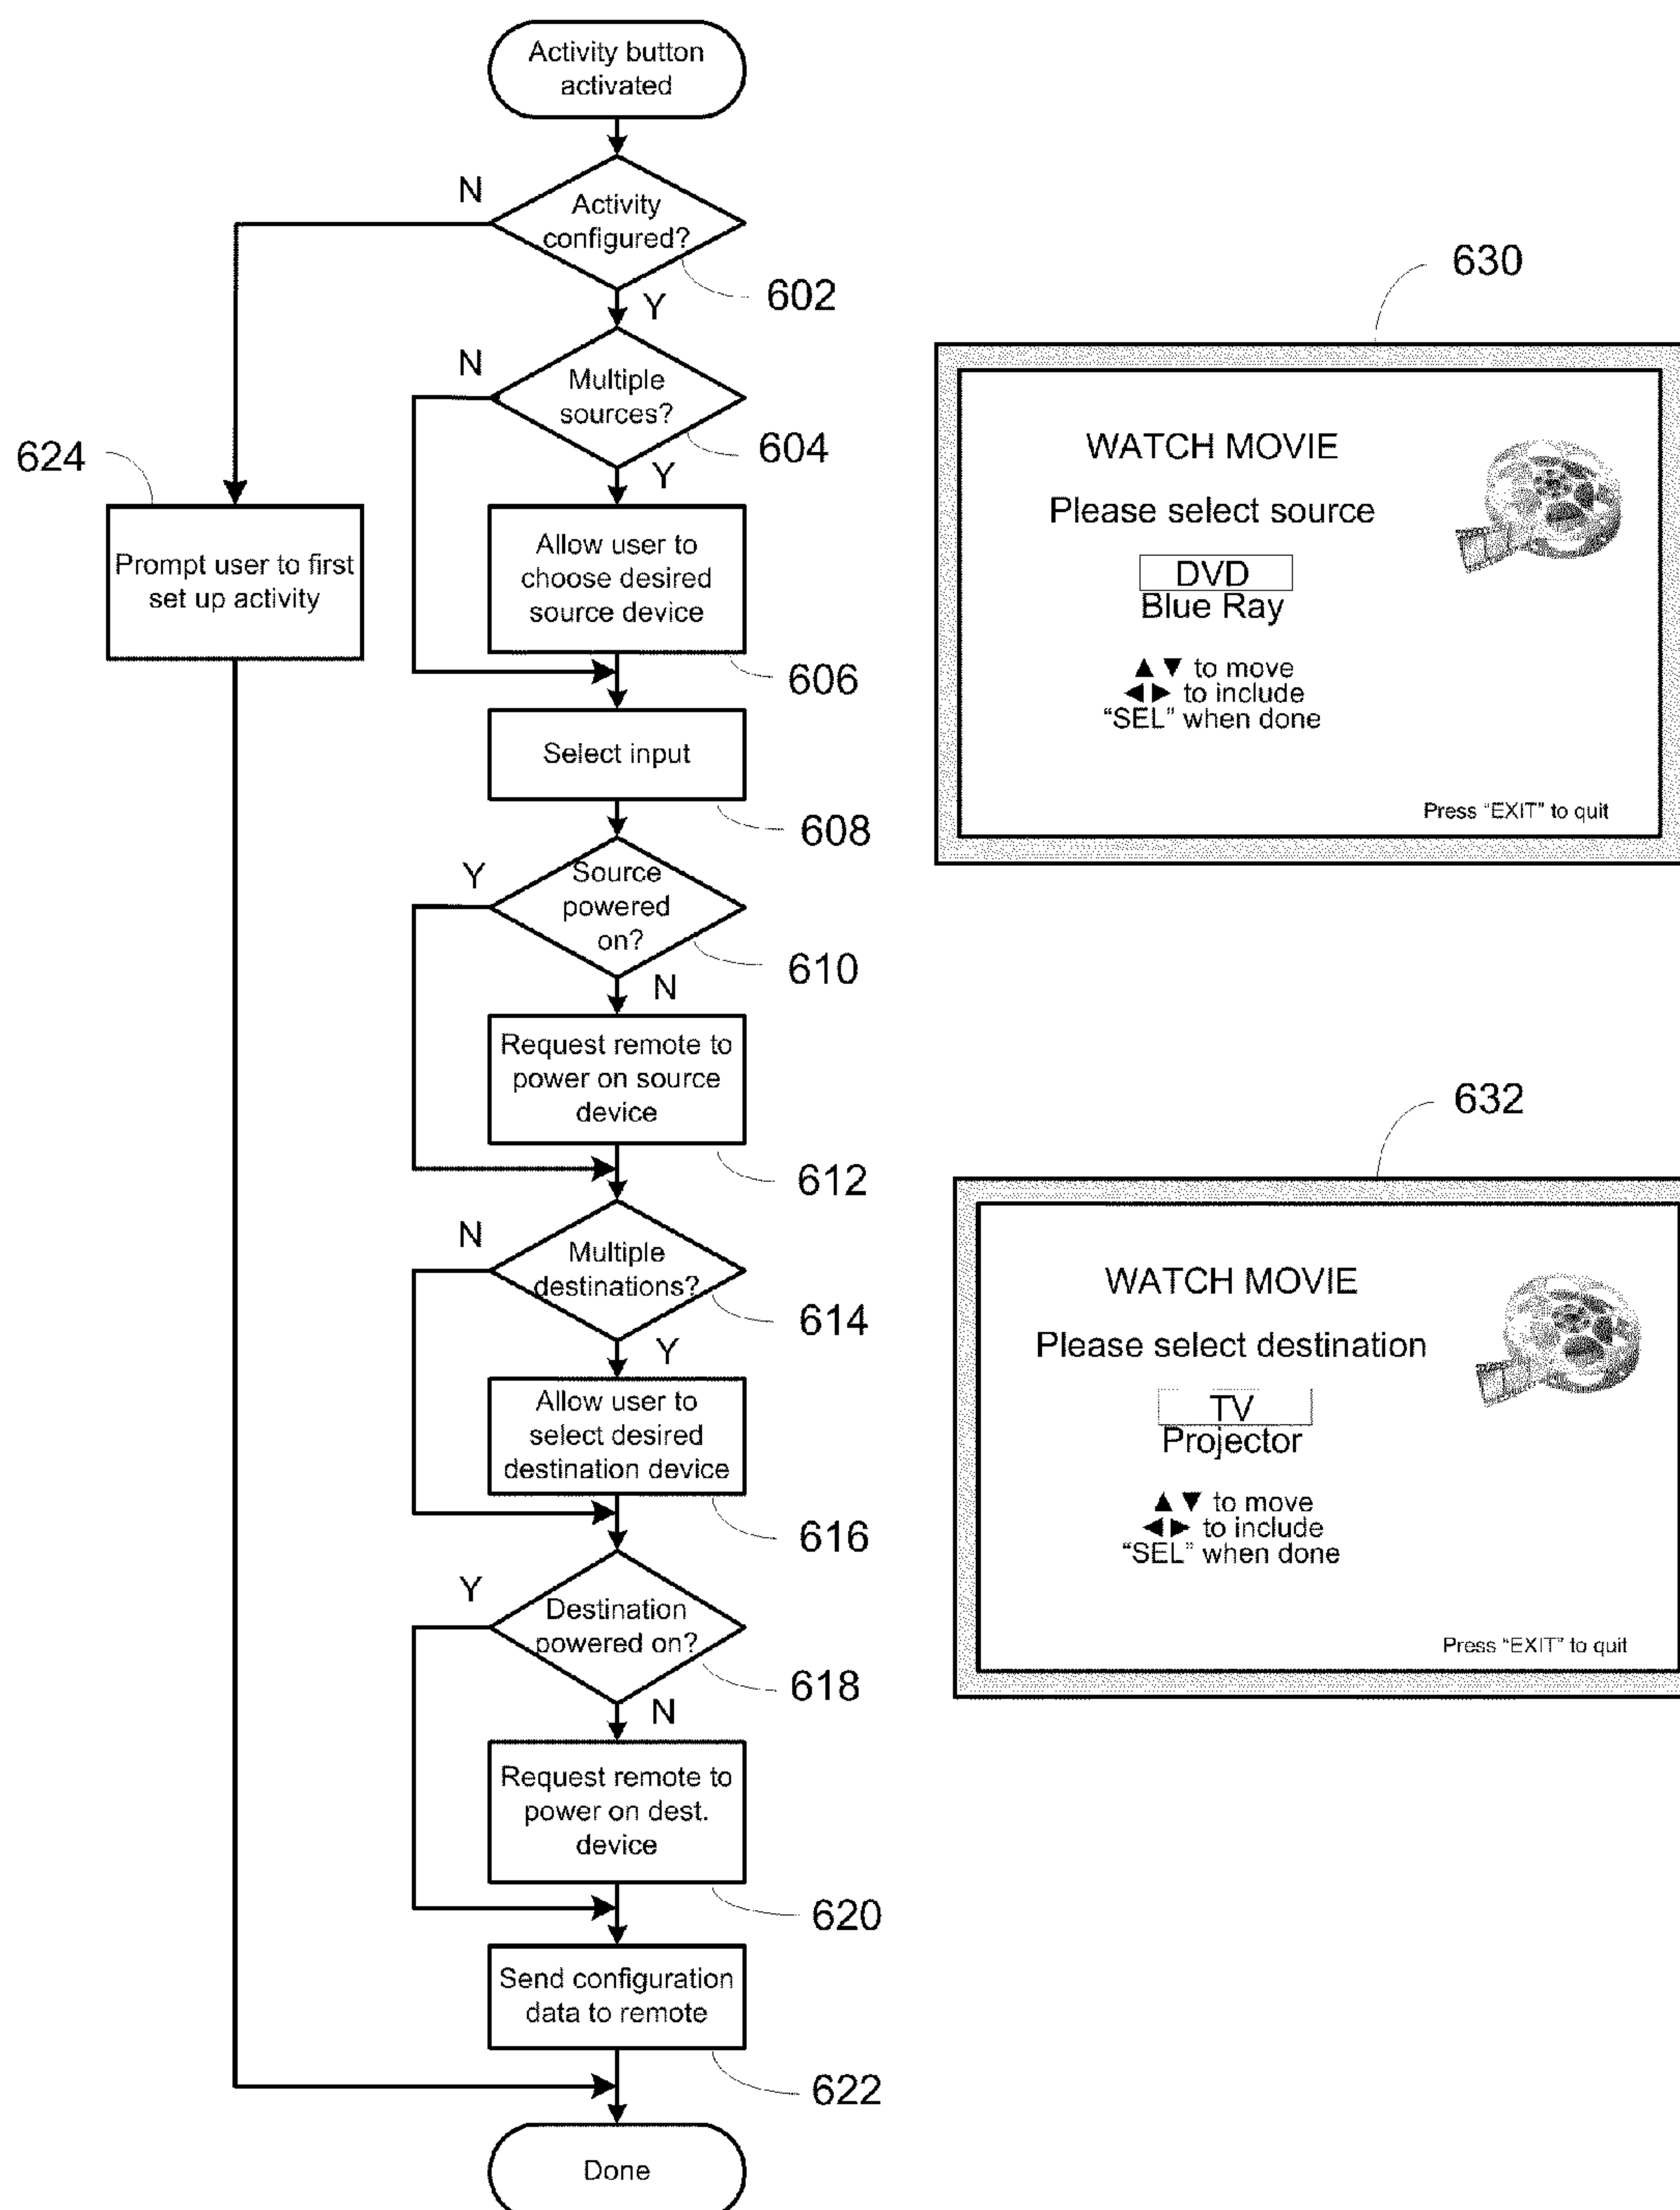 Activity button
activated
N
Activity
configured?
602
Y
N
Multiple
sources?
604
Y
624
Prompt user to first
set up activity
Allow user to
choose desired
source device
606
Select input
608
Y
Source
powered
on?
610
N
Request remote to
power on source
device
612
N
Multiple
destinations?
614
Y
Allow user to
select desired
destination device
616
Y
Destination
powered on?
618
N
Request remote to
power on dest.
device
620
Send configuration
data to remote
622
Done
630
WATCH MOVIE
Please select source
DVD
Blue Ray
▲ ▼ to move
◀ ▶ to include
“SEL” when done
Press “EXIT” to quit
632
WATCH MOVIE
Please select destination
TV
Projector
▲ ▼ to move
◀ ▶ to include
“SEL” when done
Press “EXIT” to quit